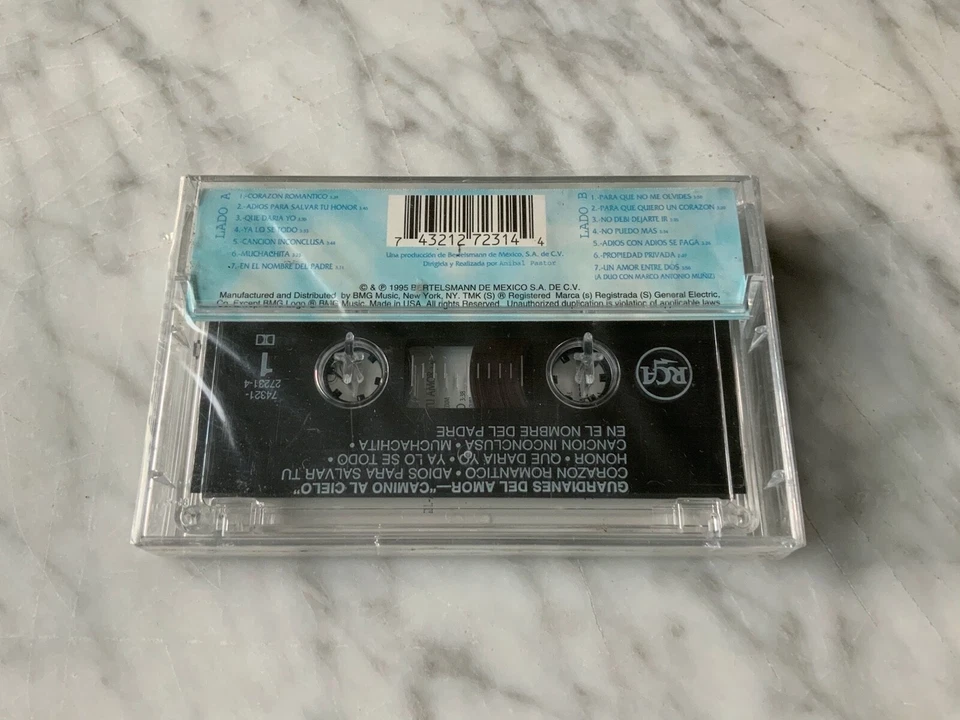 LADO A
1.-CORAZON ROMANTICO
2.-ADIOS PARA SALVAR TU HONOR
3.-QUE DARIA YO
4.-YA LO SE TODO
5.-CANCION INCONCLUSA
6.-MUCHACHITA
7.-EN EL NOMBRE DEL PADRE
7 43212 72314 4
Una producción de Bertelsmann de México, S.A. de C.V.
Dirigida y Realizada por Anibal Pastor
LADO B
1.-PARA QUE NO ME OLVIDES
2.-PARA QUE QUIERO UN CORAZON
3.-NO DEBI DEJARTE IR
4.-NO PUEDO MAS
5.-ADIOS CON ADIOS SE PAGA
6.-PROPIEDAD PRIVADA
7.-UN AMOR ENTRE DOS
(A DUO CON MARCO ANTONIO MUÑIZ)
© & ℗ 1995 BERTELSMANN DE MEXICO S.A. DE C.V.
Manufactured and Distributed by BMG Music, New York, NY. TMK (S) ® Registered Marca (s) Registrada (S) General Electric,
Co. Except BMG Logo ® BMG Music. Made in USA. All rights Reserved. Unauthorized duplication is violation of applicable laws
GUARDIANES DEL AMOR—"CAMINO AL CIELO"
CORAZON ROMANTICO • ADIOS PARA SALVAR TU
HONOR • QUE DARIA YO • YA LO SE TODO •
CANCION INCONCLUSA • MUCHACHITA •
EN EL NOMBRE DEL PADRE
RCA
1
74321-
27231-4